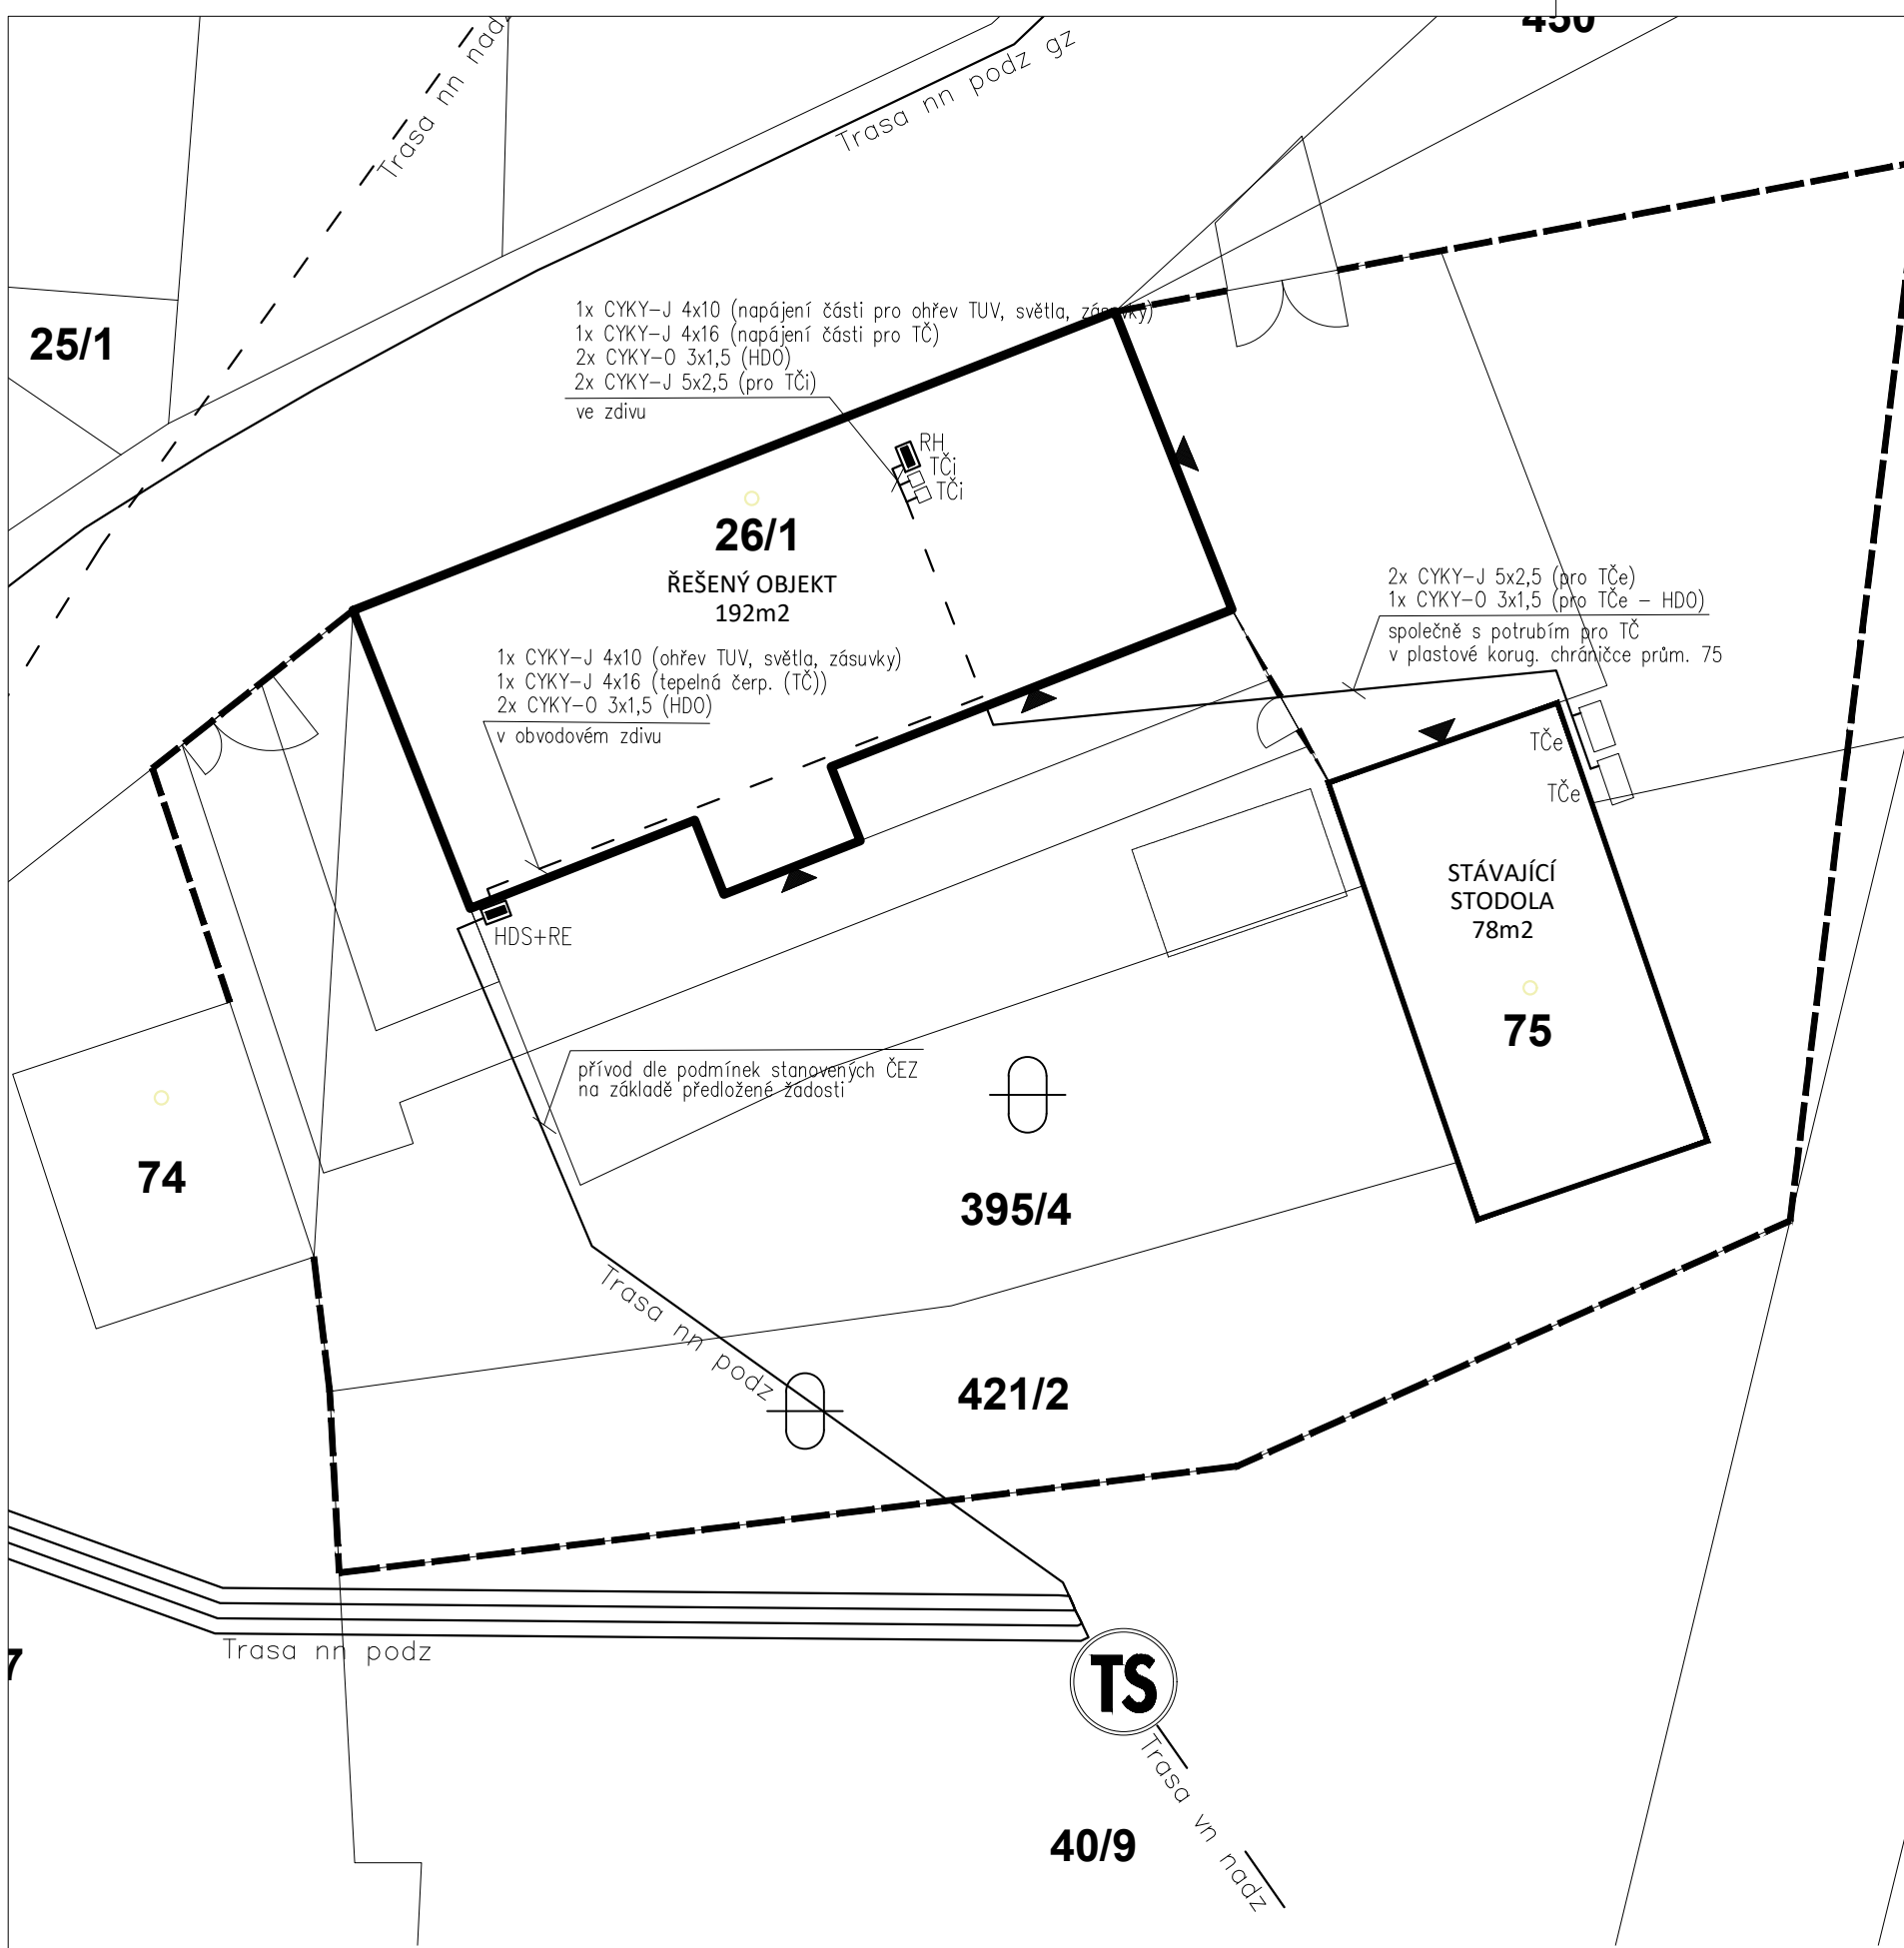 450
Trasa nn nad
Trasa nn podz gz
25/1
1x CYKY-J 4x10 (napájení části pro ohřev TUV, světla, zásuvky)
1x CYKY-J 4x16 (napájení části pro TČ)
2x CYKY-O 3x1,5 (HDO)
2x CYKY-J 5x2,5 (pro TČi)
ve zdivu
RH
TČi
TČi
26/1
ŘEŠENÝ OBJEKT
192m2
2x CYKY-J 5x2,5 (pro TČe)
1x CYKY-O 3x1,5 (pro TČe - HDO)
společně s potrubím pro TČ
v plastové korug. chráničce prům. 75
1x CYKY-J 4x10 (ohřev TUV, světla, zásuvky)
1x CYKY-J 4x16 (tepelná čerp. (TČ))
2x CYKY-O 3x1,5 (HDO)
v obvodovém zdivu
TČe
TČe
STÁVAJÍCÍ
STODOLA
78m2
75
HDS+RE
přívod dle podmínek stanovených ČEZ
na základě předložené žádosti
74
395/4
Trasa nn podz
421/2
Trasa nn podz
7
TS
Trasa vn nadz
40/9